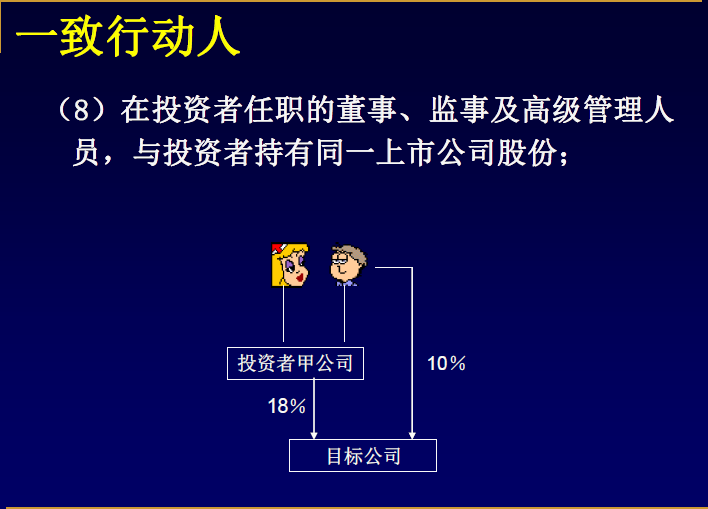 一致行动人
（8）在投资者任职的董事、监事及高级管理人
员，与投资者持有同一上市公司股份；
投资者甲公司
10%
18%
目标公司